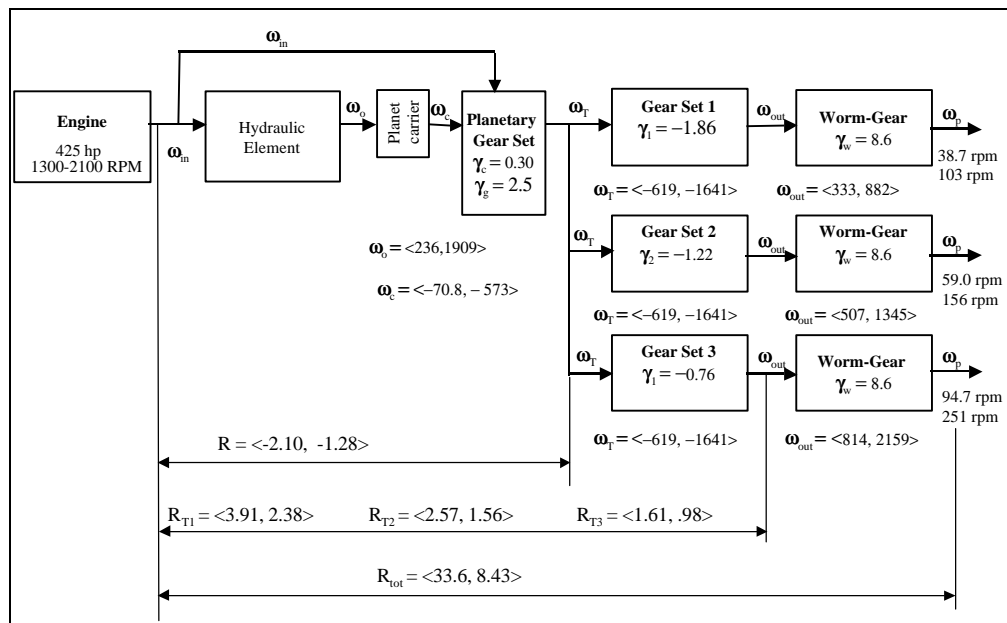 ω_in
Engine
425 hp
1300-2100 RPM
ω_in
Hydraulic
Element
ω_o
Planet
carrier
ω_c
Planetary
Gear Set
γ_c = 0.30
γ_g = 2.5
ω_T
Gear Set 1
γ_1 = −1.86
ω_out
Worm-Gear
γ_w = 8.6
ω_p
38.7 rpm
103 rpm
ω_T = <−619, −1641>
ω_out = <333, 882>
ω_T
Gear Set 2
γ_2 = −1.22
ω_out
Worm-Gear
γ_w = 8.6
ω_p
59.0 rpm
156 rpm
ω_o = <236,1909>
ω_c = <−70.8, − 573>
ω_T = <−619, −1641>
ω_out = <507, 1345>
ω_T
Gear Set 3
γ_1 = −0.76
ω_out
Worm-Gear
γ_w = 8.6
ω_p
94.7 rpm
251 rpm
R = <-2.10, -1.28>
ω_T = <−619, −1641>
ω_out = <814, 2159>
R_T1 = <3.91, 2.38> R_T2 = <2.57, 1.56> R_T3 = <1.61, .98>
R_tot = <33.6, 8.43>